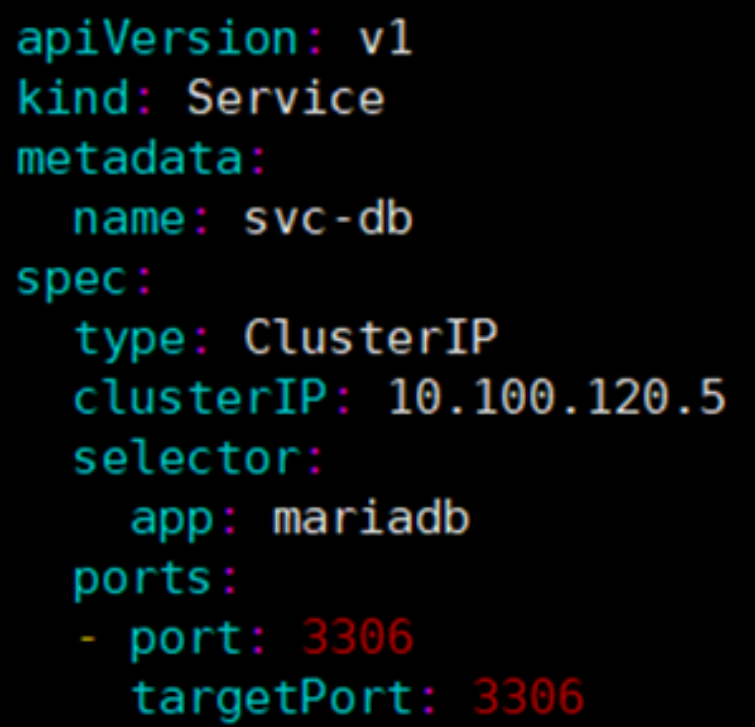 apiVersion: v1
kind: Service
metadata:
  name: svc-db
spec:
  type: ClusterIP
  clusterIP: 10.100.120.5
  selector:
    app: mariadb
  ports:
  - port: 3306
    targetPort: 3306